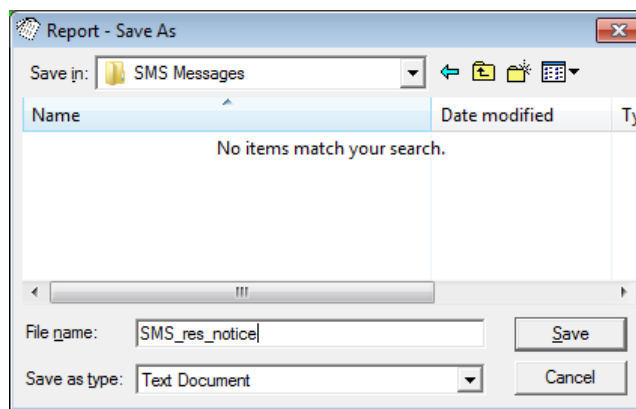 Report - Save As
Save in: SMS Messages
Name Date modified Ty
No items match your search.
File name: SMS_res_notice Save
Save as type: Text Document Cancel